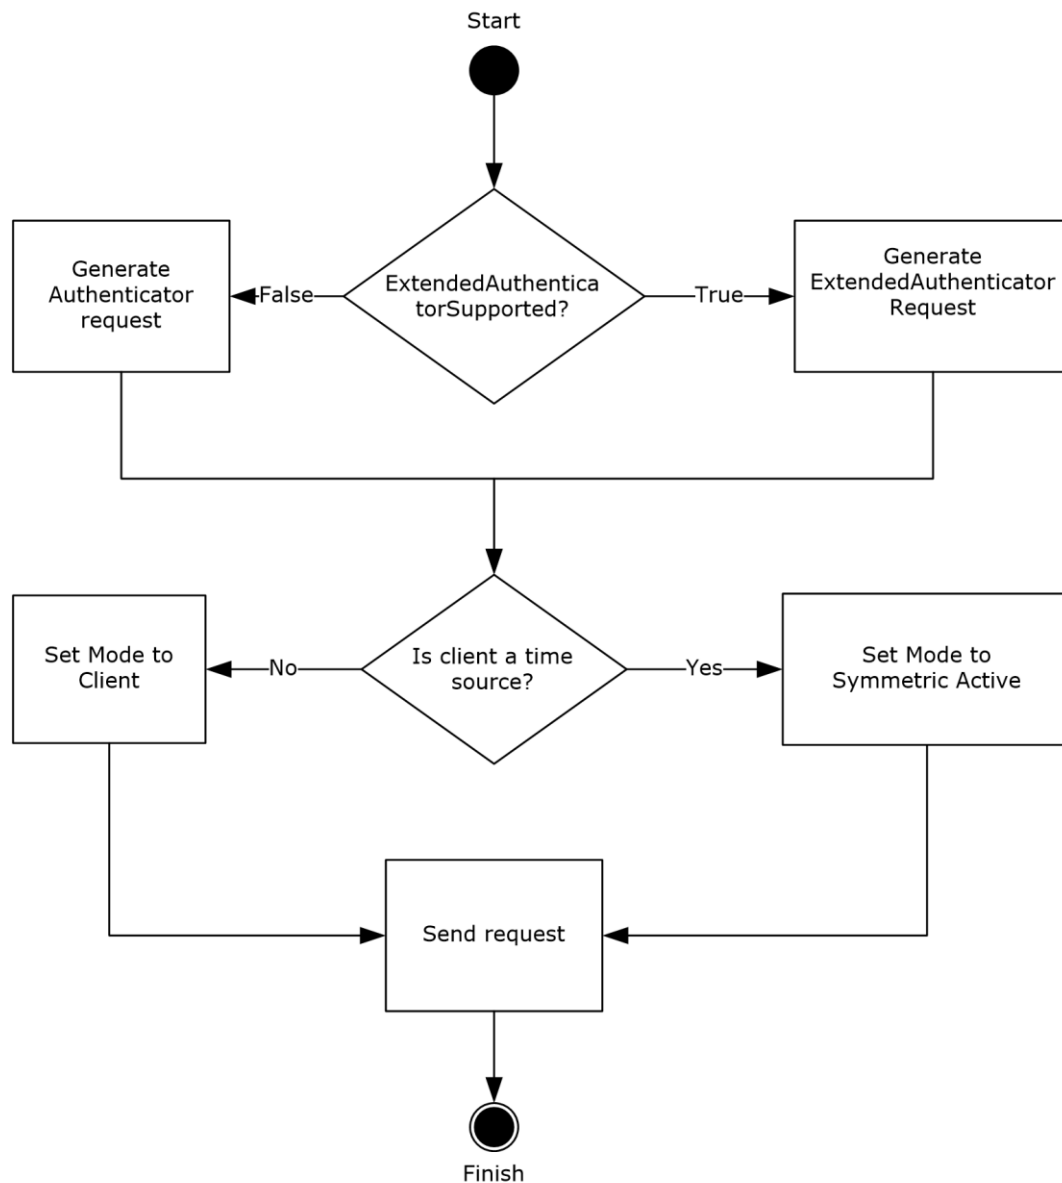 Start
Generate
Authenticator
request
False
ExtendedAuthentica
torSupported?
True
Generate
ExtendedAuthenticator
Request
Set Mode to
Client
No
Is client a time
source?
Yes
Set Mode to
Symmetric Active
Send request
Finish